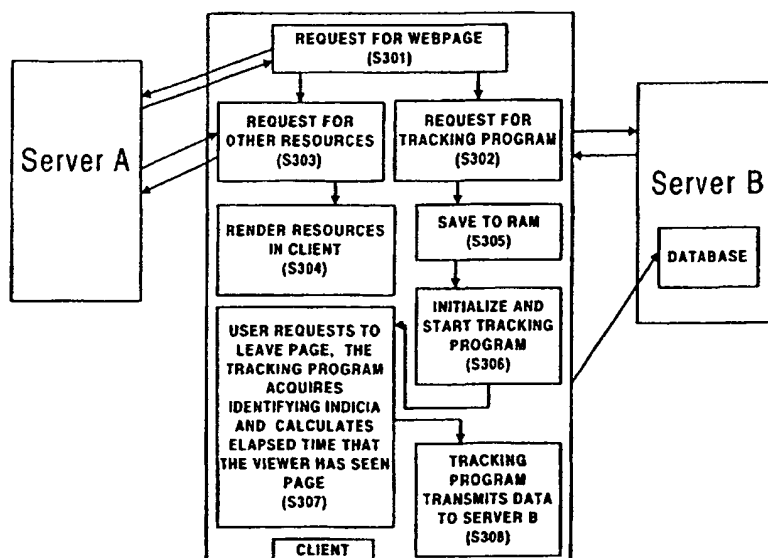 REQUEST FOR WEBPAGE
(S301)
Server A
REQUEST FOR
OTHER RESOURCES
(S303)
REQUEST FOR
TRACKING PROGRAM
(S302)
Server B
DATABASE
RENDER RESOURCES
IN CLIENT
(S304)
SAVE TO RAM
(S305)
INITIALIZE AND
START TRACKING
PROGRAM
(S306)
USER REQUESTS TO
LEAVE PAGE, THE
TRACKING PROGRAM
ACQUIRES
IDENTIFYING INDICIA
AND CALCULATES
ELAPSED TIME THAT
THE VIEWER HAS SEEN
PAGE
(S307)
TRACKING
PROGRAM
TRANSMITS DATA
TO SERVER B
(S308)
CLIENT